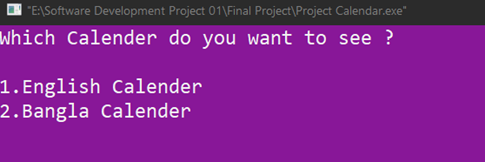 "E:\Software Development Project 01\Final Project\Project Calendar.exe"
Which Calender do you want to see ?
1.English Calender
2.Bangla Calender